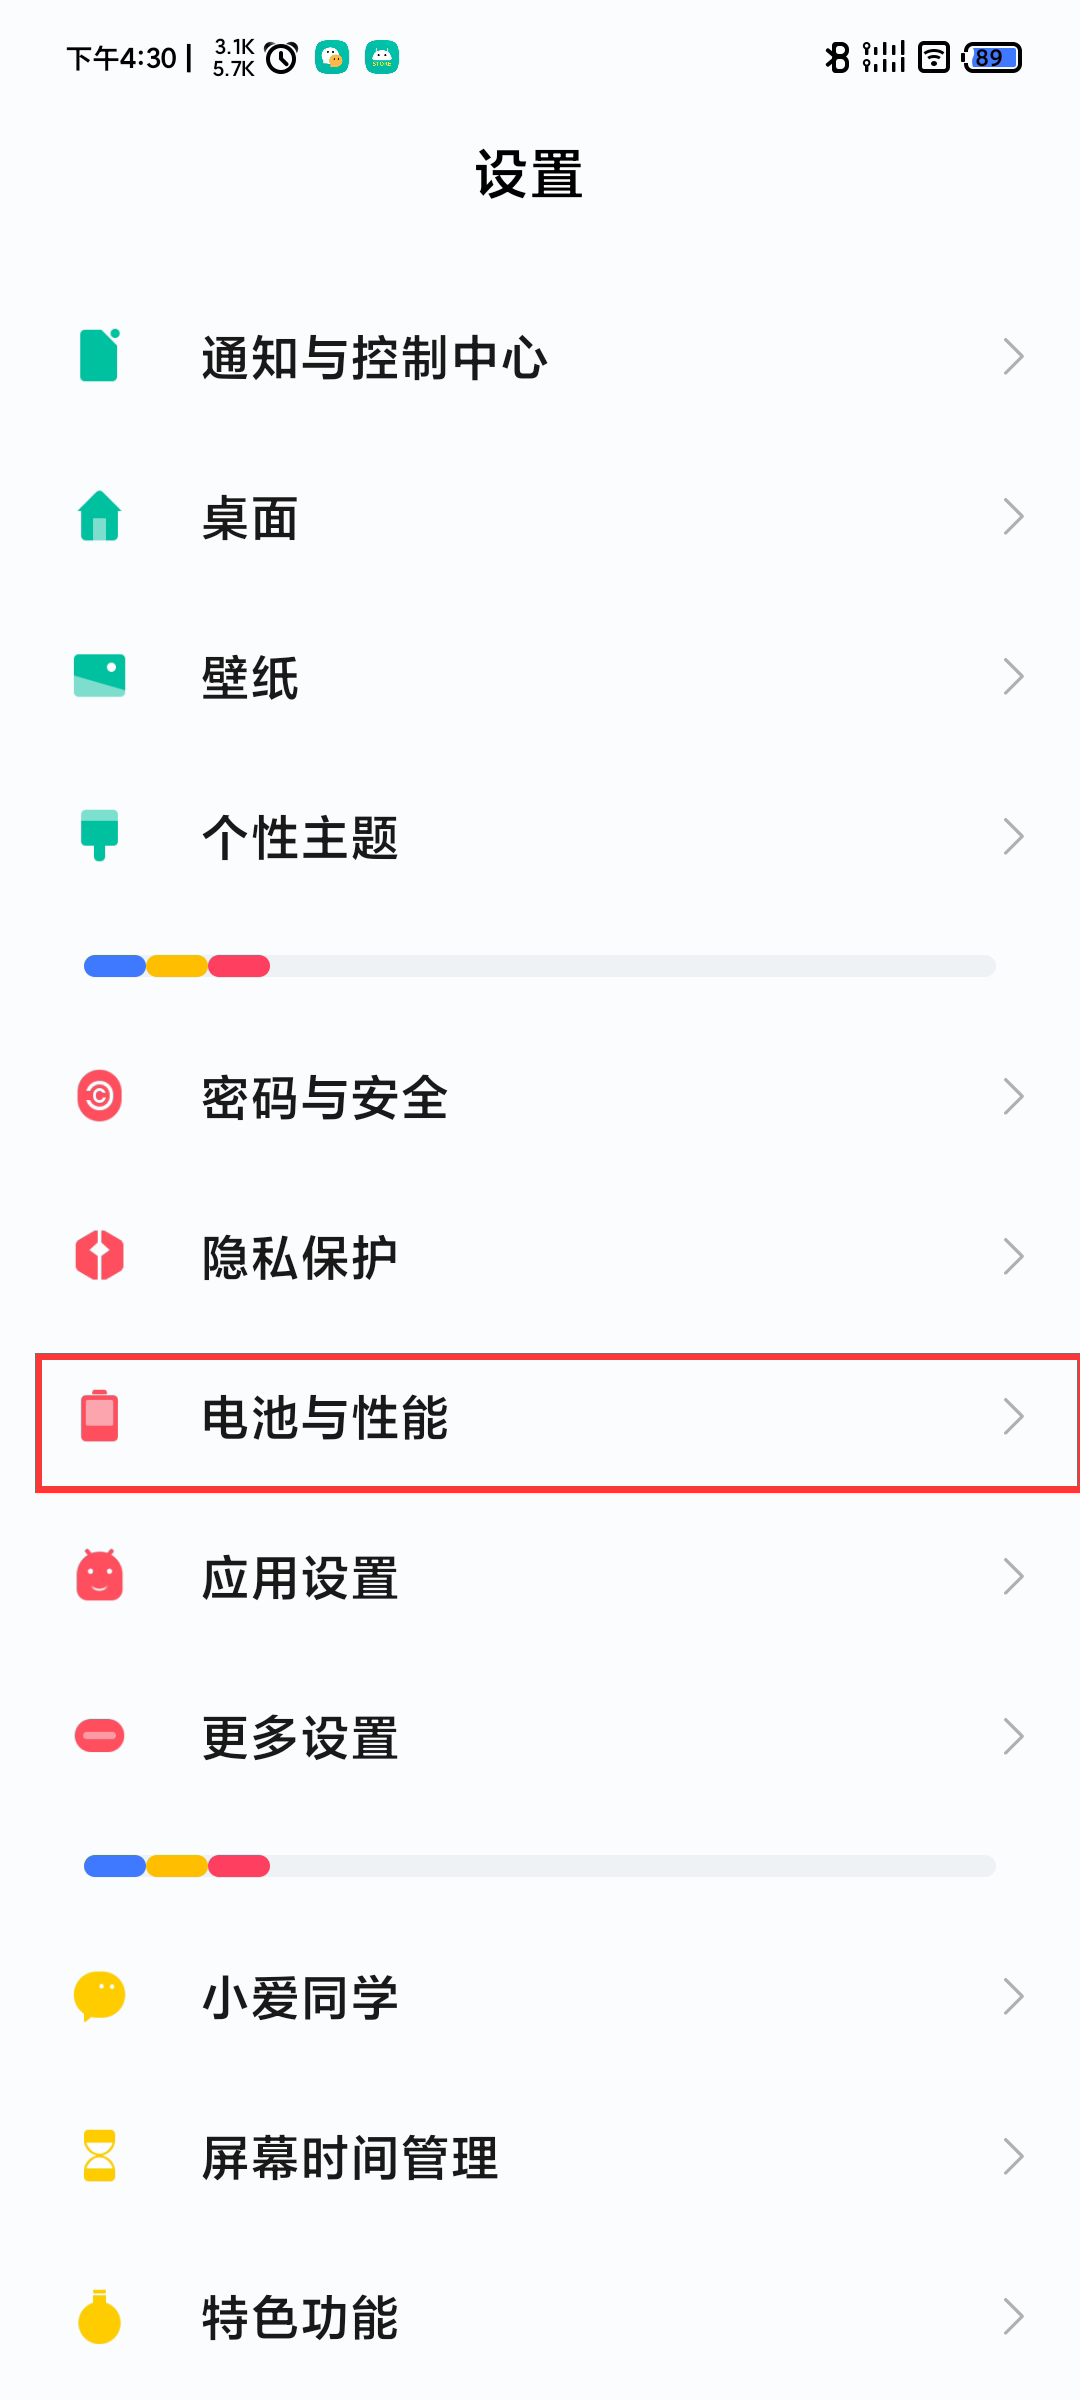 下午4:30 | 3.1K
5.7K
89
设置
通知与控制中心
桌面
壁纸
个性主题
密码与安全
隐私保护
电池与性能
应用设置
更多设置
小爱同学
屏幕时间管理
特色功能